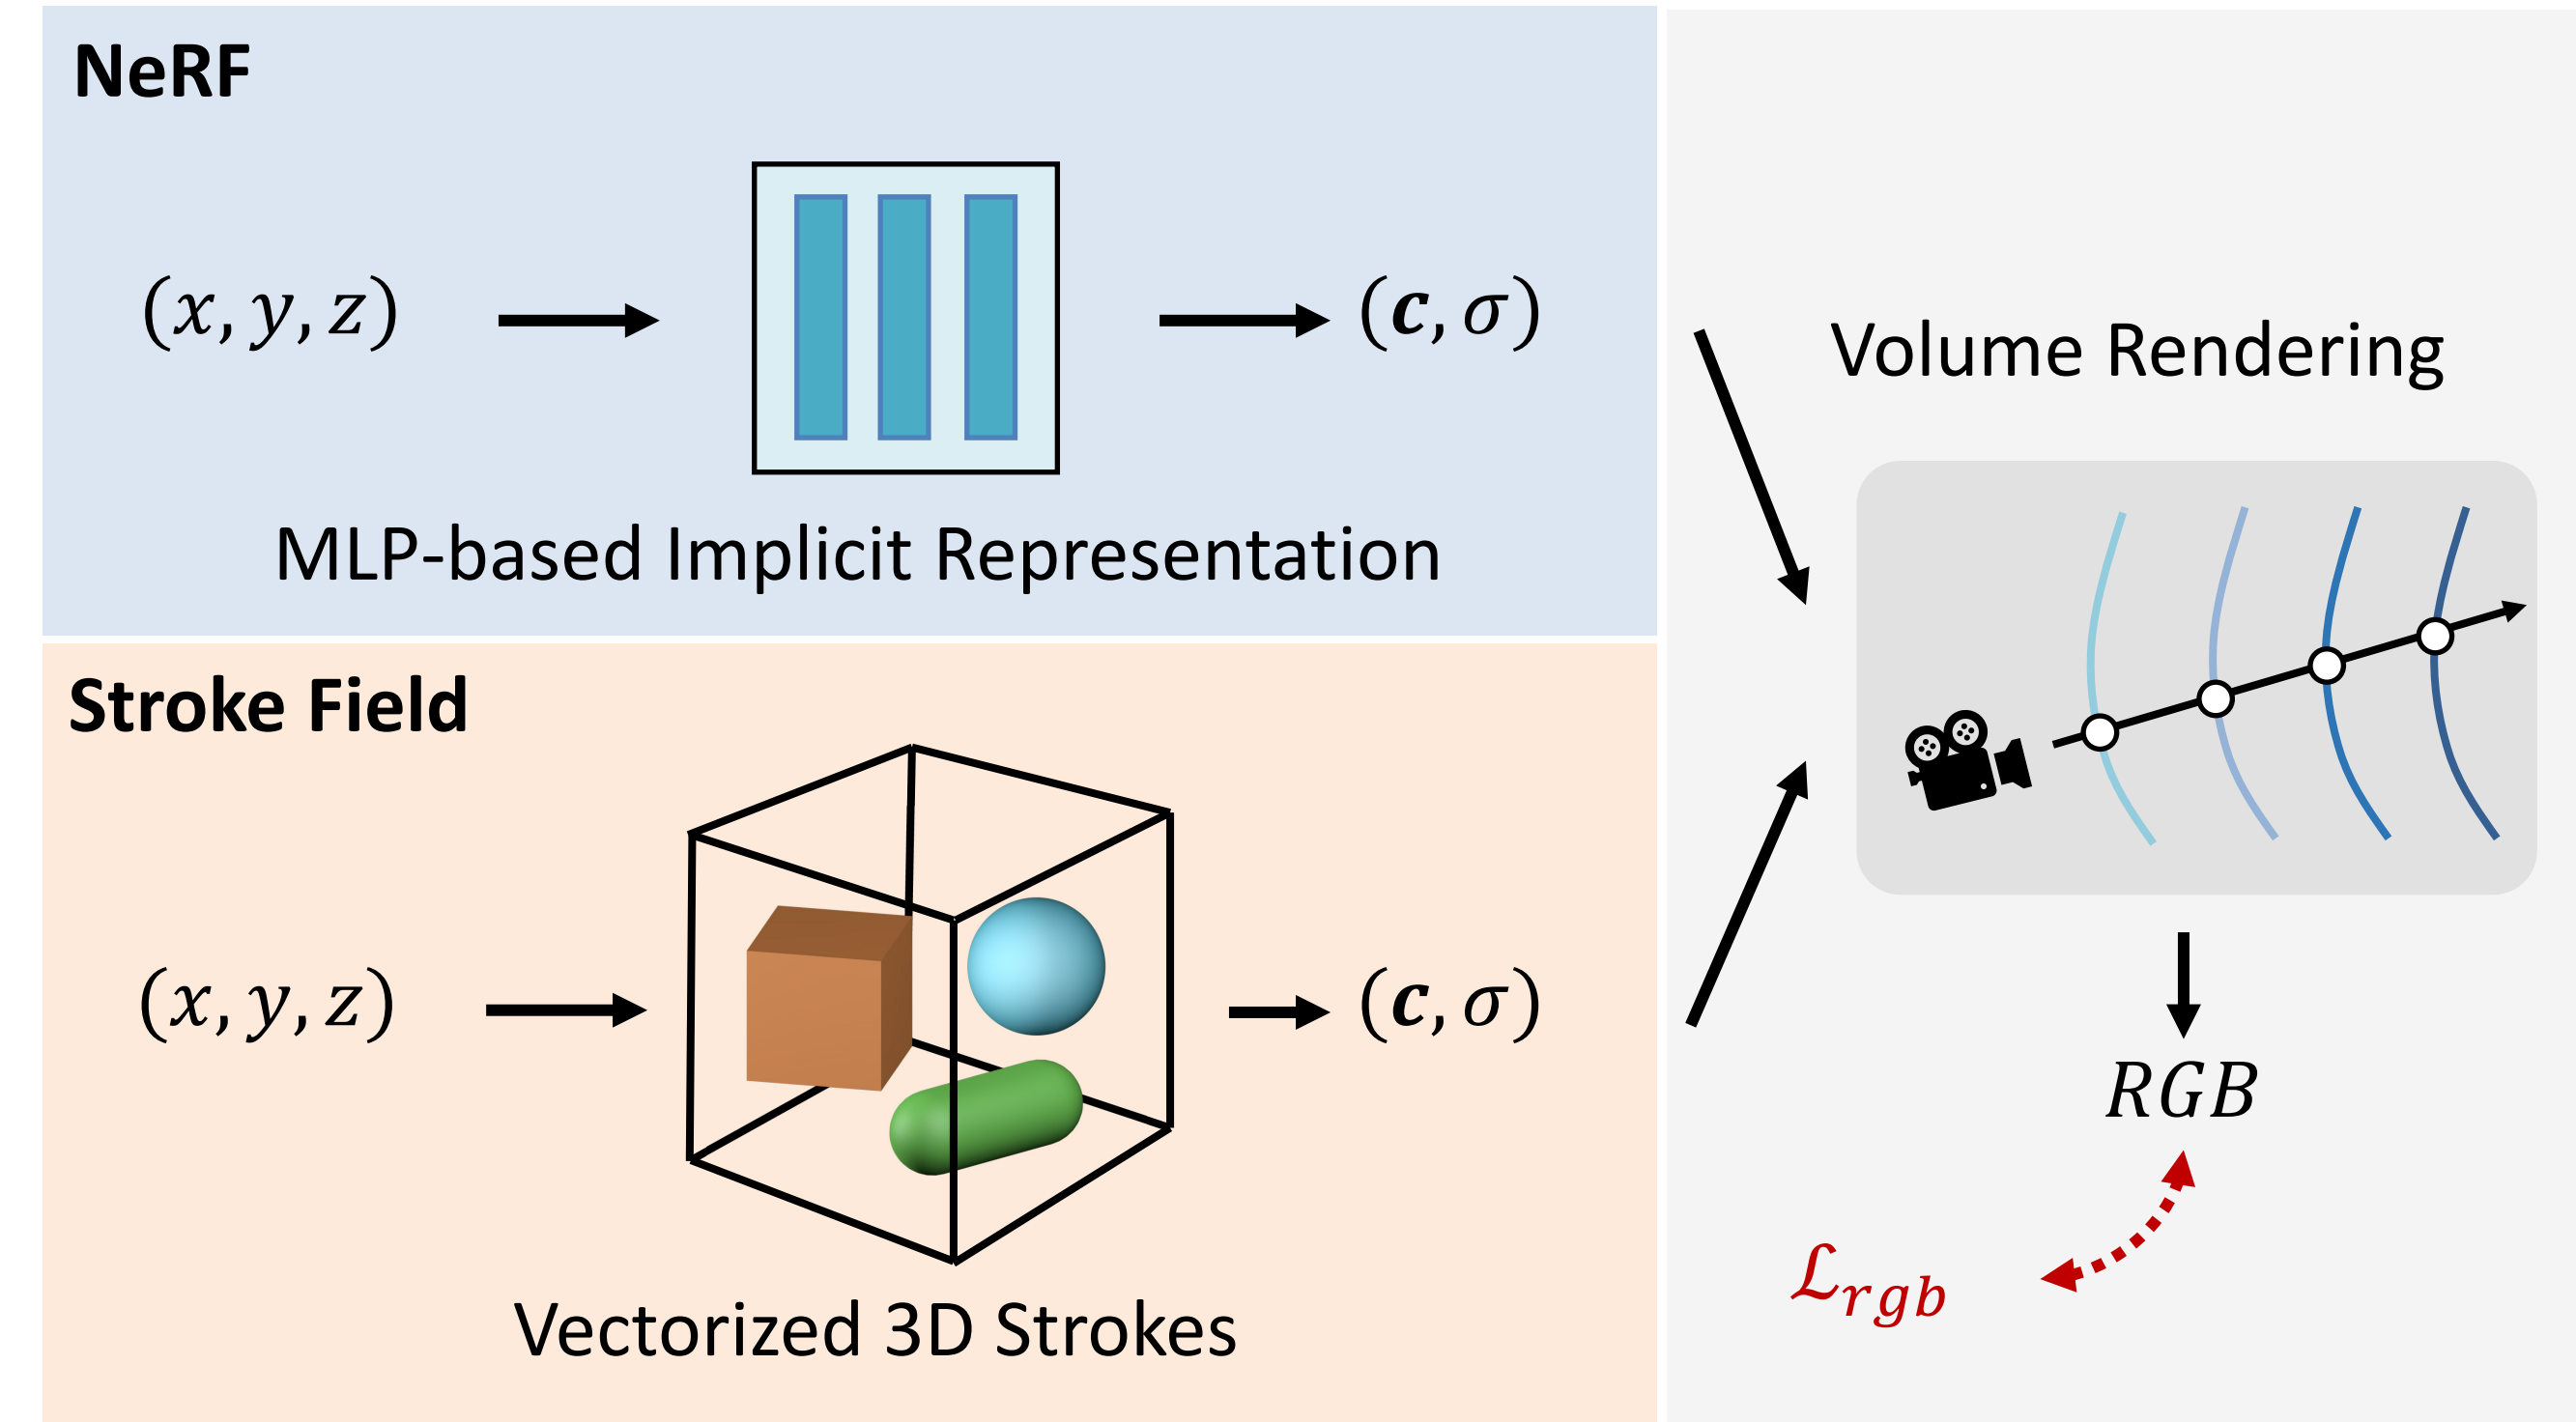 NeRF
(x, y, z)
(c, σ)
MLP-based Implicit Representation
Stroke Field
(x, y, z)
(c, σ)
Vectorized 3D Strokes
Volume Rendering
RGB
ℒrgb